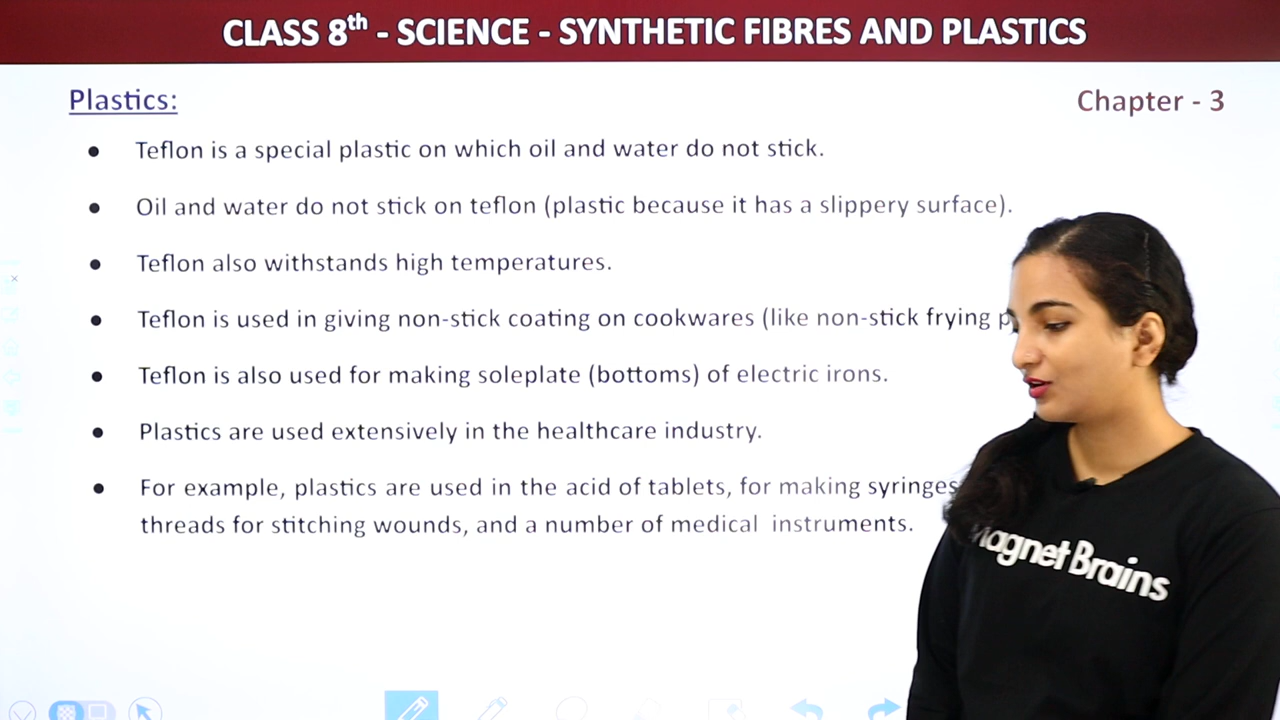 CLASS 8th - SCIENCE - SYNTHETIC FIBRES AND PLASTICS
Plastics:
Chapter - 3
● Teflon is a special plastic on which oil and water do not stick.
● Oil and water do not stick on teflon (plastic because it has a slippery surface).
● Teflon also withstands high temperatures.
● Teflon is used in giving non-stick coating on cookwares (like non-stick frying
● Teflon is also used for making soleplate (bottoms) of electric irons.
● Plastics are used extensively in the healthcare industry.
● For example, plastics are used in the acid of tablets, for making syringes
threads for stitching wounds, and a number of medical instruments.
Magnet Brains